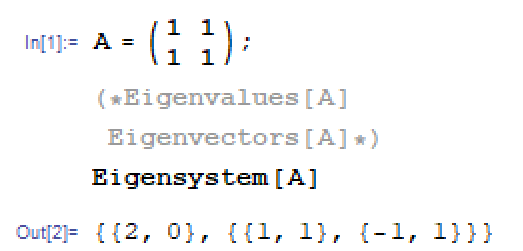 In[1]:= A = (1 1
1 1);
(*Eigenvalues[A]
Eigenvectors[A]*)
Eigensystem[A]
Out[2]= {{2, 0}, {{1, 1}, {-1, 1}}}